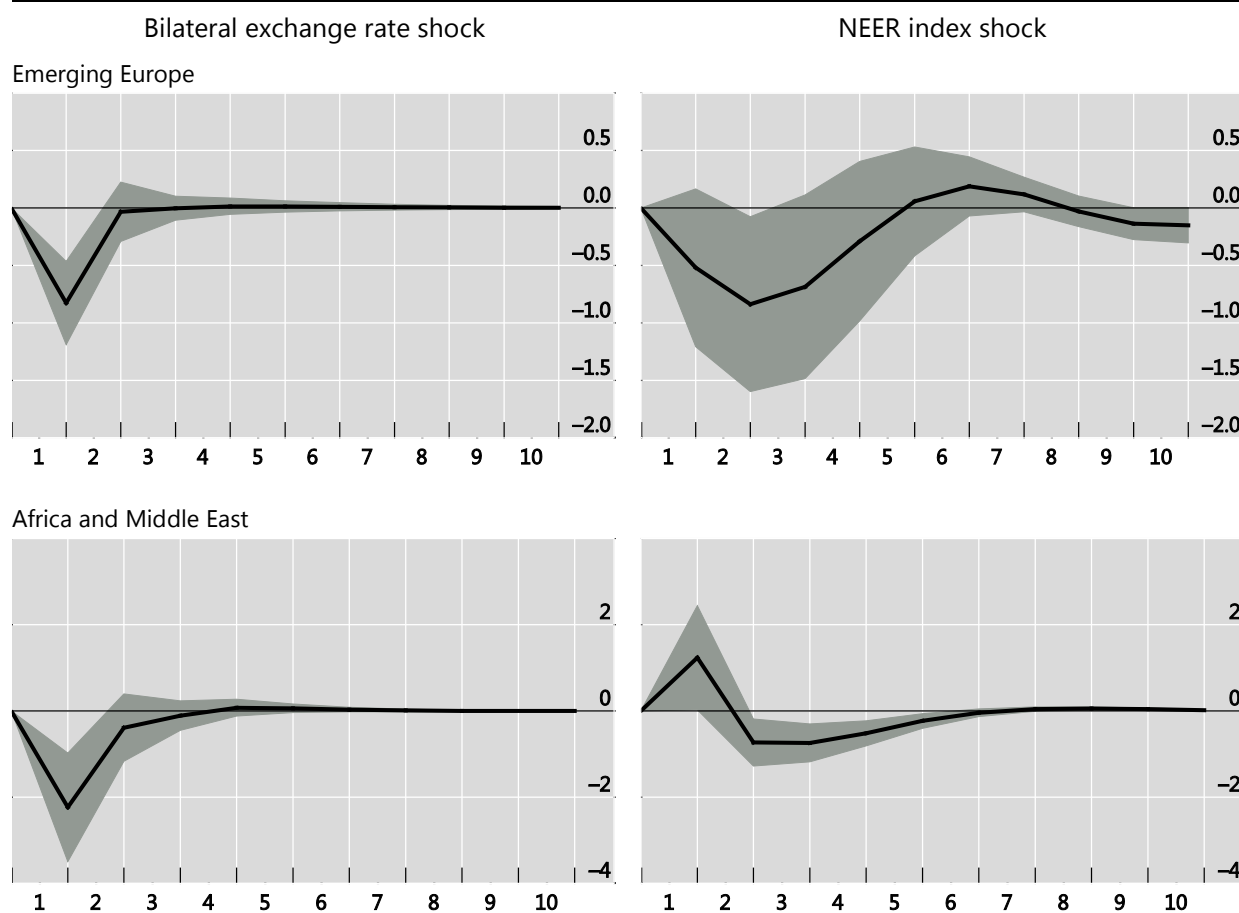 Bilateral exchange rate shock
NEER index shock
Emerging Europe
0.5
0.0
–0.5
–1.0
–1.5
–2.0
1 2 3 4 5 6 7 8 9 10
0.5
0.0
–0.5
–1.0
–1.5
–2.0
1 2 3 4 5 6 7 8 9 10
Africa and Middle East
2
0
–2
–4
1 2 3 4 5 6 7 8 9 10
2
0
–2
–4
1 2 3 4 5 6 7 8 9 10